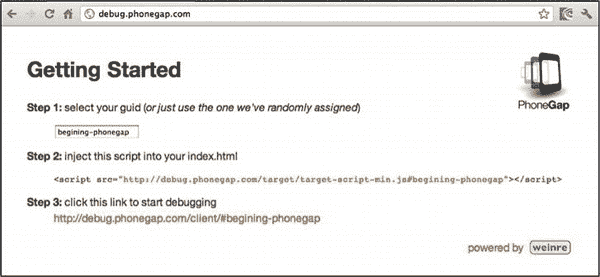 debug.phonegap.com
Getting Started
PhoneGap
Step 1: select your guid (or just use the one we've randomly assigned)
begining-phonegap
Step 2: inject this script into your index.html
<script src="http://debug.phonegap.com/target/target-script-min.js#begining-phonegap"></script>
Step 3: click this link to start debugging
http://debug.phonegap.com/client/#begining-phonegap
powered by weinre